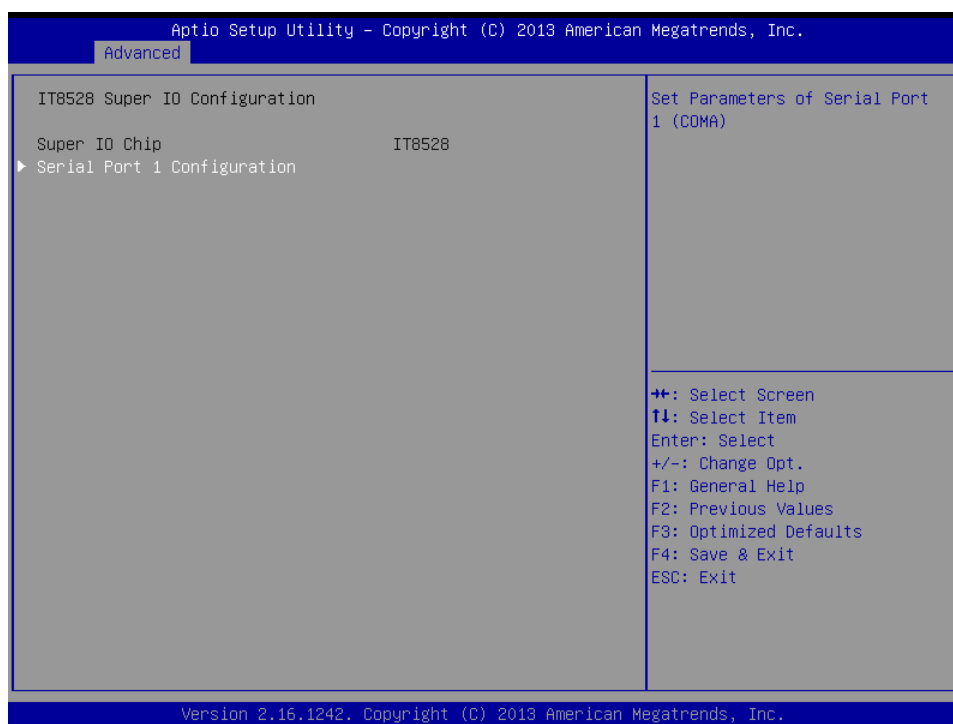 Aptio Setup Utility – Copyright (C) 2013 American Megatrends, Inc.
Advanced
IT8528 Super IO Configuration
Super IO Chip IT8528
▶ Serial Port 1 Configuration
Set Parameters of Serial Port
1 (COMA)
→←: Select Screen
↑↓: Select Item
Enter: Select
+/-: Change Opt.
F1: General Help
F2: Previous Values
F3: Optimized Defaults
F4: Save & Exit
ESC: Exit
Version 2.16.1242. Copyright (C) 2013 American Megatrends, Inc.